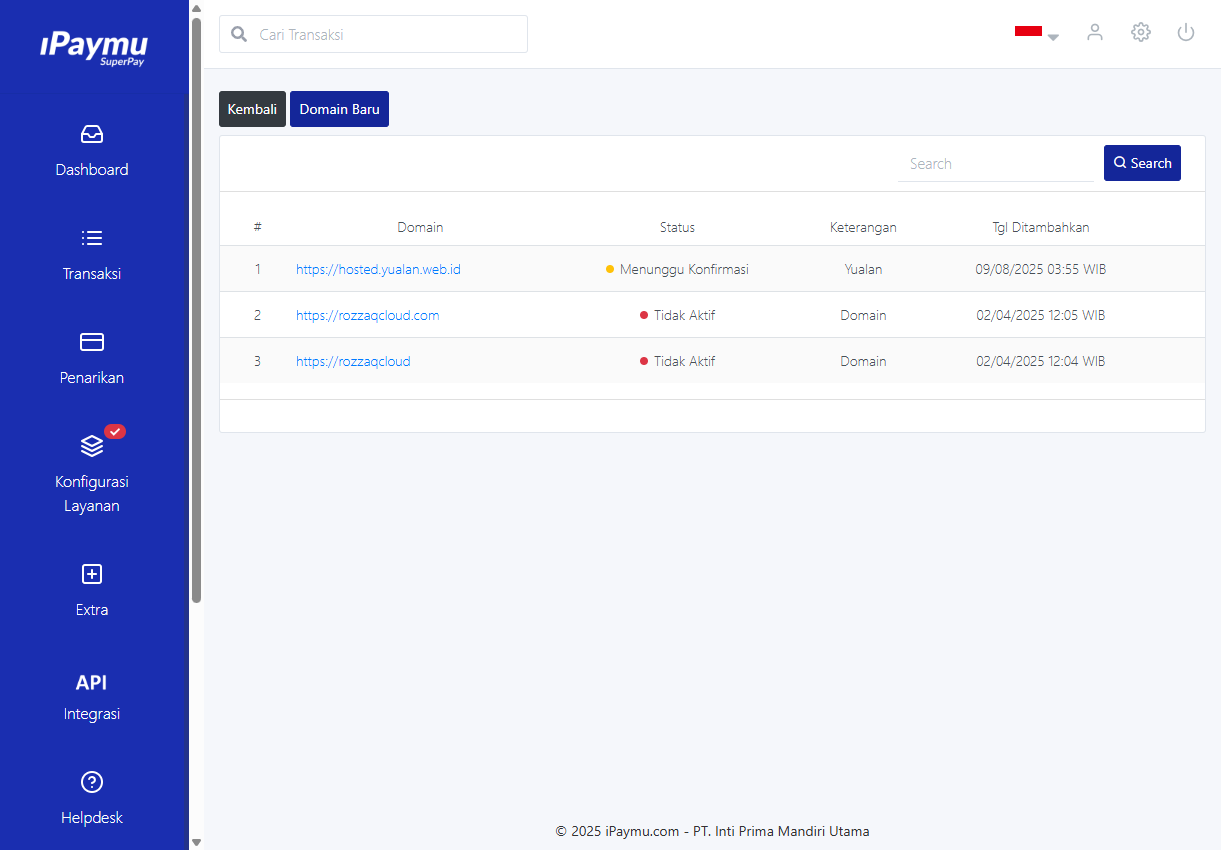 iPaymu
SuperPay
Dashboard
Transaksi
Penarikan
Konfigurasi
Layanan
Extra
API
Integrasi
Helpdesk
Cari Transaksi
Kembali Domain Baru
Search Search
# Domain Status Keterangan Tgl Ditambahkan
1 https://hosted.yualan.web.id Menunggu Konfirmasi Yualan 09/08/2025 03:55 WIB
2 https://rozzaqcloud.com Tidak Aktif Domain 02/04/2025 12:05 WIB
3 https://rozzaqcloud Tidak Aktif Domain 02/04/2025 12:04 WIB
© 2025 iPaymu.com - PT. Inti Prima Mandiri Utama